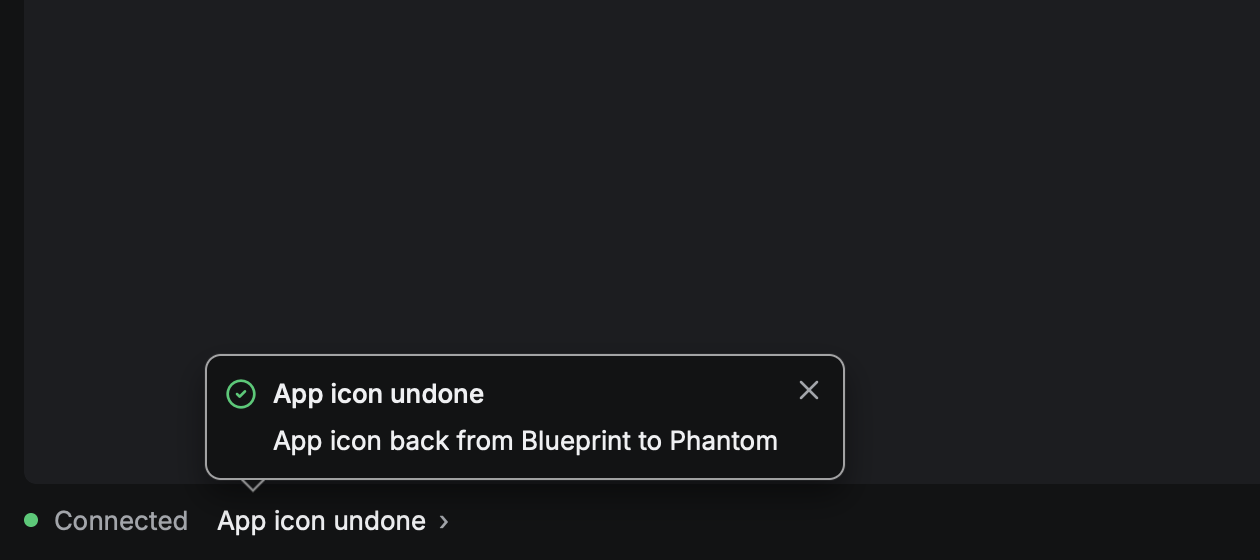 App icon undone
App icon back from Blueprint to Phantom
Connected App icon undone ›